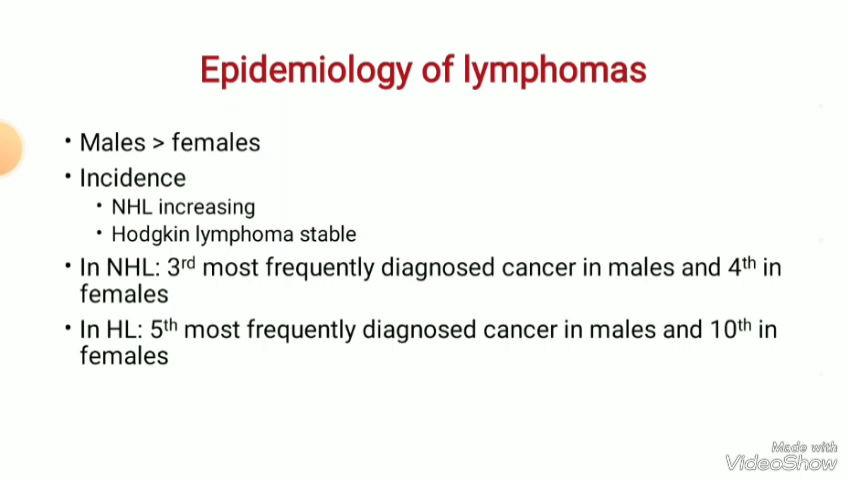 Epidemiology of lymphomas
• Males > females
• Incidence
• NHL increasing
• Hodgkin lymphoma stable
• In NHL: 3rd most frequently diagnosed cancer in males and 4th in
females
• In HL: 5th most frequently diagnosed cancer in males and 10th in
females
Made with
VideoShow